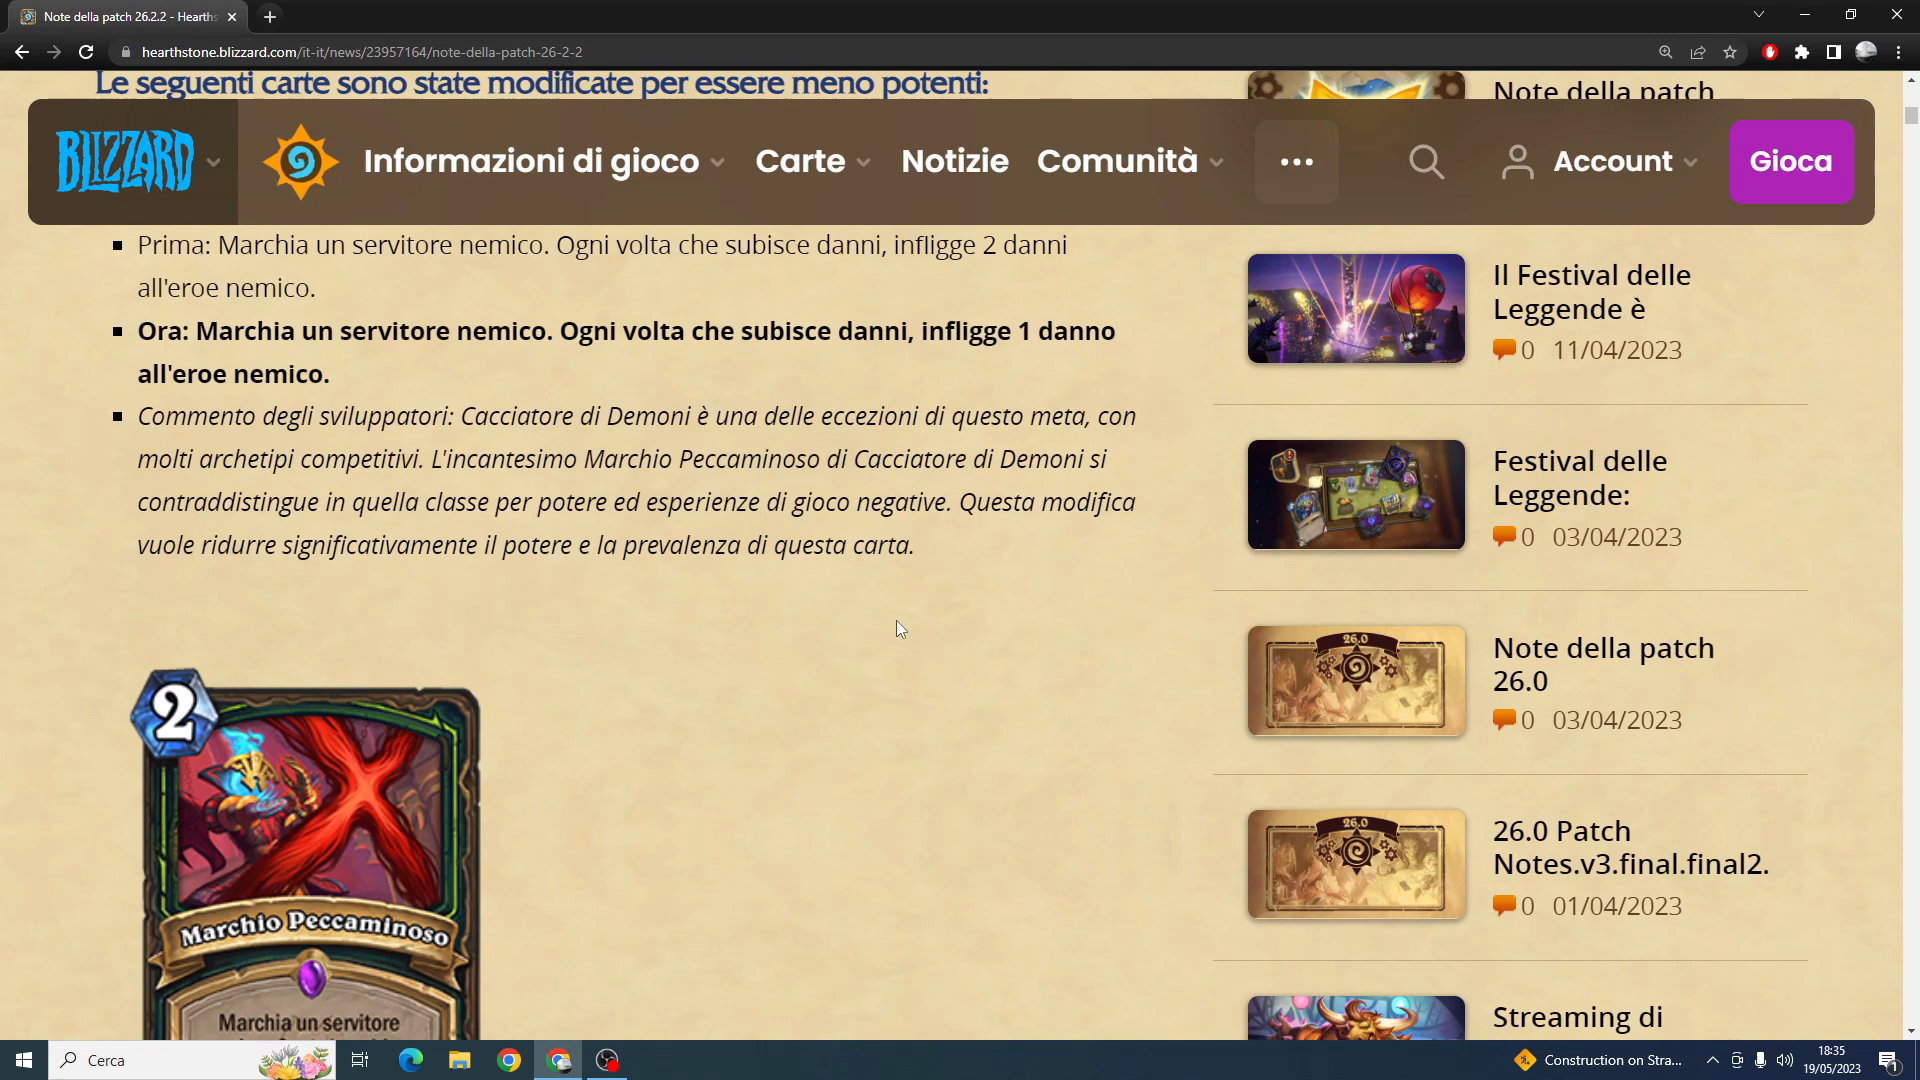 Note della patch 26.2.2 - Hearths
hearthstone.blizzard.com/it-it/news/23957164/note-della-patch-26-2-2
Le seguenti carte sono state modificate per essere meno potenti:
BLIZZARD
Informazioni di gioco
Carte
Notizie
Comunità
Account
Gioca
Prima: Marchia un servitore nemico. Ogni volta che subisce danni, infligge 2 danni
all'eroe nemico.
Ora: Marchia un servitore nemico. Ogni volta che subisce danni, infligge 1 danno
all'eroe nemico.
Commento degli sviluppatori: Cacciatore di Demoni è una delle eccezioni di questo meta, con
molti archetipi competitivi. L'incantesimo Marchio Peccaminoso di Cacciatore di Demoni si
contraddistingue in quella classe per potere ed esperienze di gioco negative. Questa modifica
vuole ridurre significativamente il potere e la prevalenza di questa carta.
2
Marchio Peccaminoso
Marchia un servitore
Note della patch
Il Festival delle
Leggende è
0 11/04/2023
Festival delle
Leggende:
0 03/04/2023
26.0
Note della patch
26.0
0 03/04/2023
26.0
26.0 Patch
Notes.v3.final.final2.
0 01/04/2023
Streaming di
Cerca
Construction on Stra...
18:35
19/05/2023
1